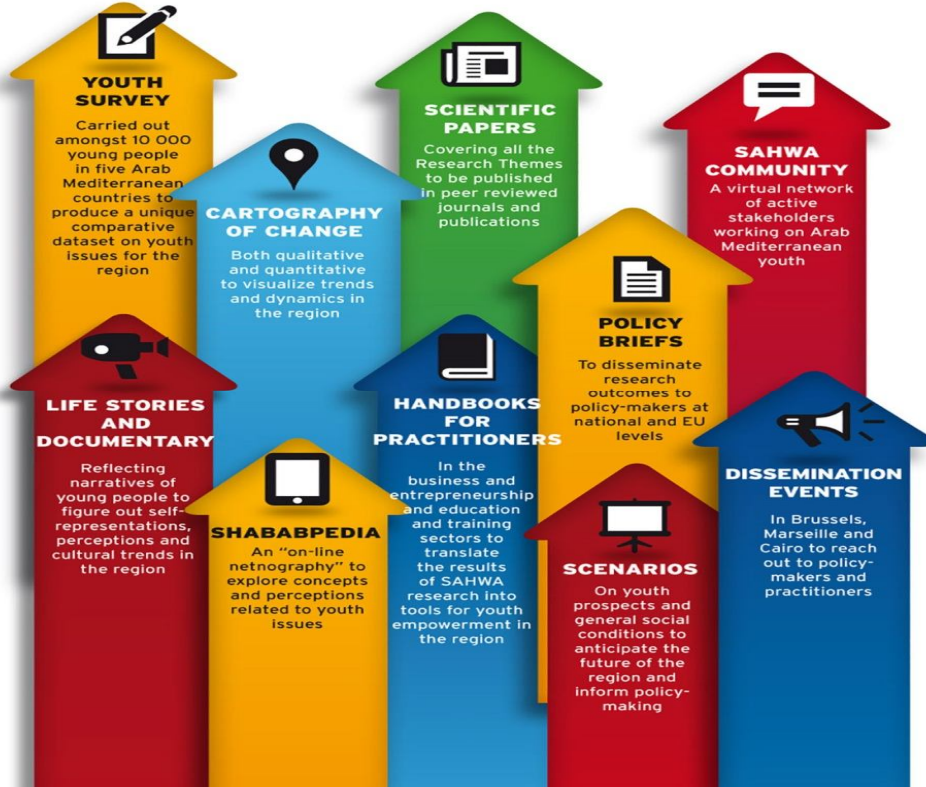 YOUTH
SURVEY
Carried out
amongst 10 000
young people
in five Arab
Mediterranean
countries to
produce a unique
comparative
dataset on youth
issues for the
region
CARTOGRAPHY
OF CHANGE
Both qualitative
and quantitative
to visualize trends
and dynamics in
the region
SCIENTIFIC
PAPERS
Covering all the
Research Themes
to be published
in peer reviewed
journals and
publications
SAHWA
COMMUNITY
A virtual network
of active
stakeholders
working on Arab
Mediterranean
youth
POLICY
BRIEFS
To disseminate
research
outcomes to
policy-makers at
national and EU
levels
LIFE STORIES
AND
DOCUMENTARY
Reflecting
narratives of
young people to
figure out self-
representations,
perceptions and
cultural trends in
the region
SHABABPEDIA
An "on-line
netnography" to
explore concepts
and perceptions
related to youth
issues
HANDBOOKS
FOR
PRACTITIONERS
In the
business and
entrepreneurship
and education
and training
sectors to
translate
the results
of SAHWA
research into
tools for youth
empowerment in
the region
SCENARIOS
On youth
prospects and
general social
conditions to
anticipate the
future of the
region and
inform policy-
making
DISSEMINATION
EVENTS
In Brussels,
Marseille and
Cairo to reach
out to policy-
makers and
practitioners